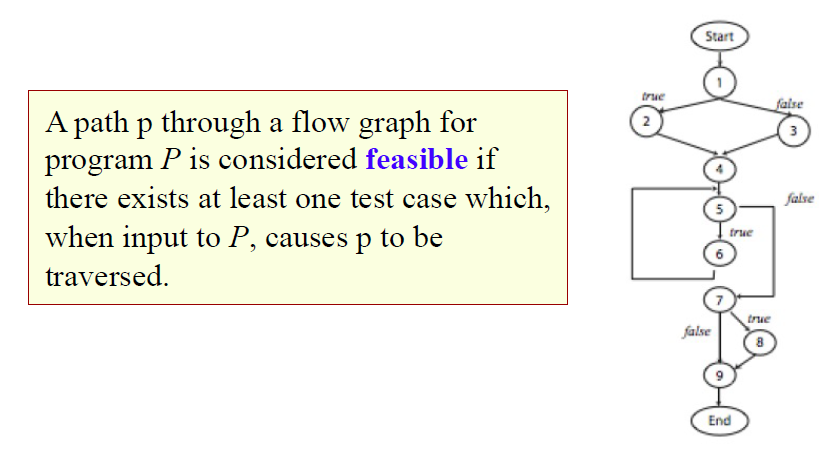 A path p through a flow graph for
program P is considered feasible if
there exists at least one test case which,
when input to P, causes p to be
traversed.
Start
1
true
false
2
3
4
false
5
true
6
7
true
false
8
9
End